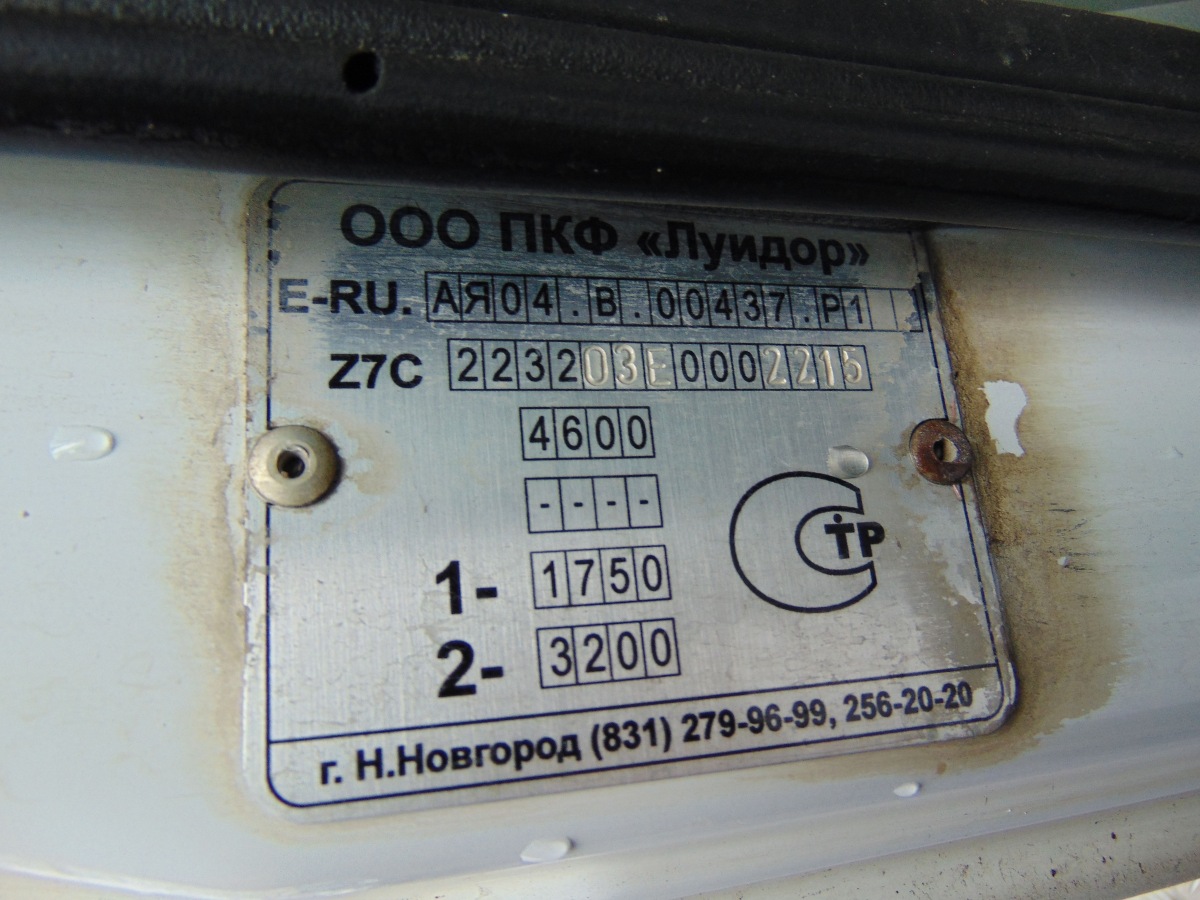 ООО ПКФ «Луидор»
E-RU. АЯ04.В.00437.Р1
Z7C 223203E0002215
4600
----
1- 1750
2- 3200
СТР
г. Н.Новгород (831) 279-96-99, 256-20-20